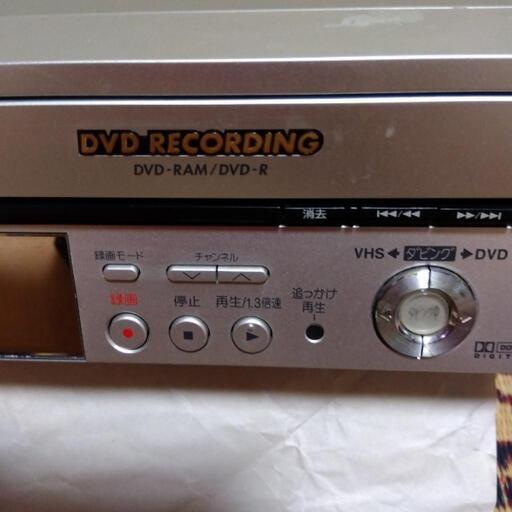 DVD RECORDING
DVD-RAM/DVD-R
消去
⏮/◀◀
▶▶/⏭
録画モード
チャンネル
VHS ◀ ダビング ▶ DVD
録画
停止
再生/1.3倍速
追っかけ
再生
DIGIT